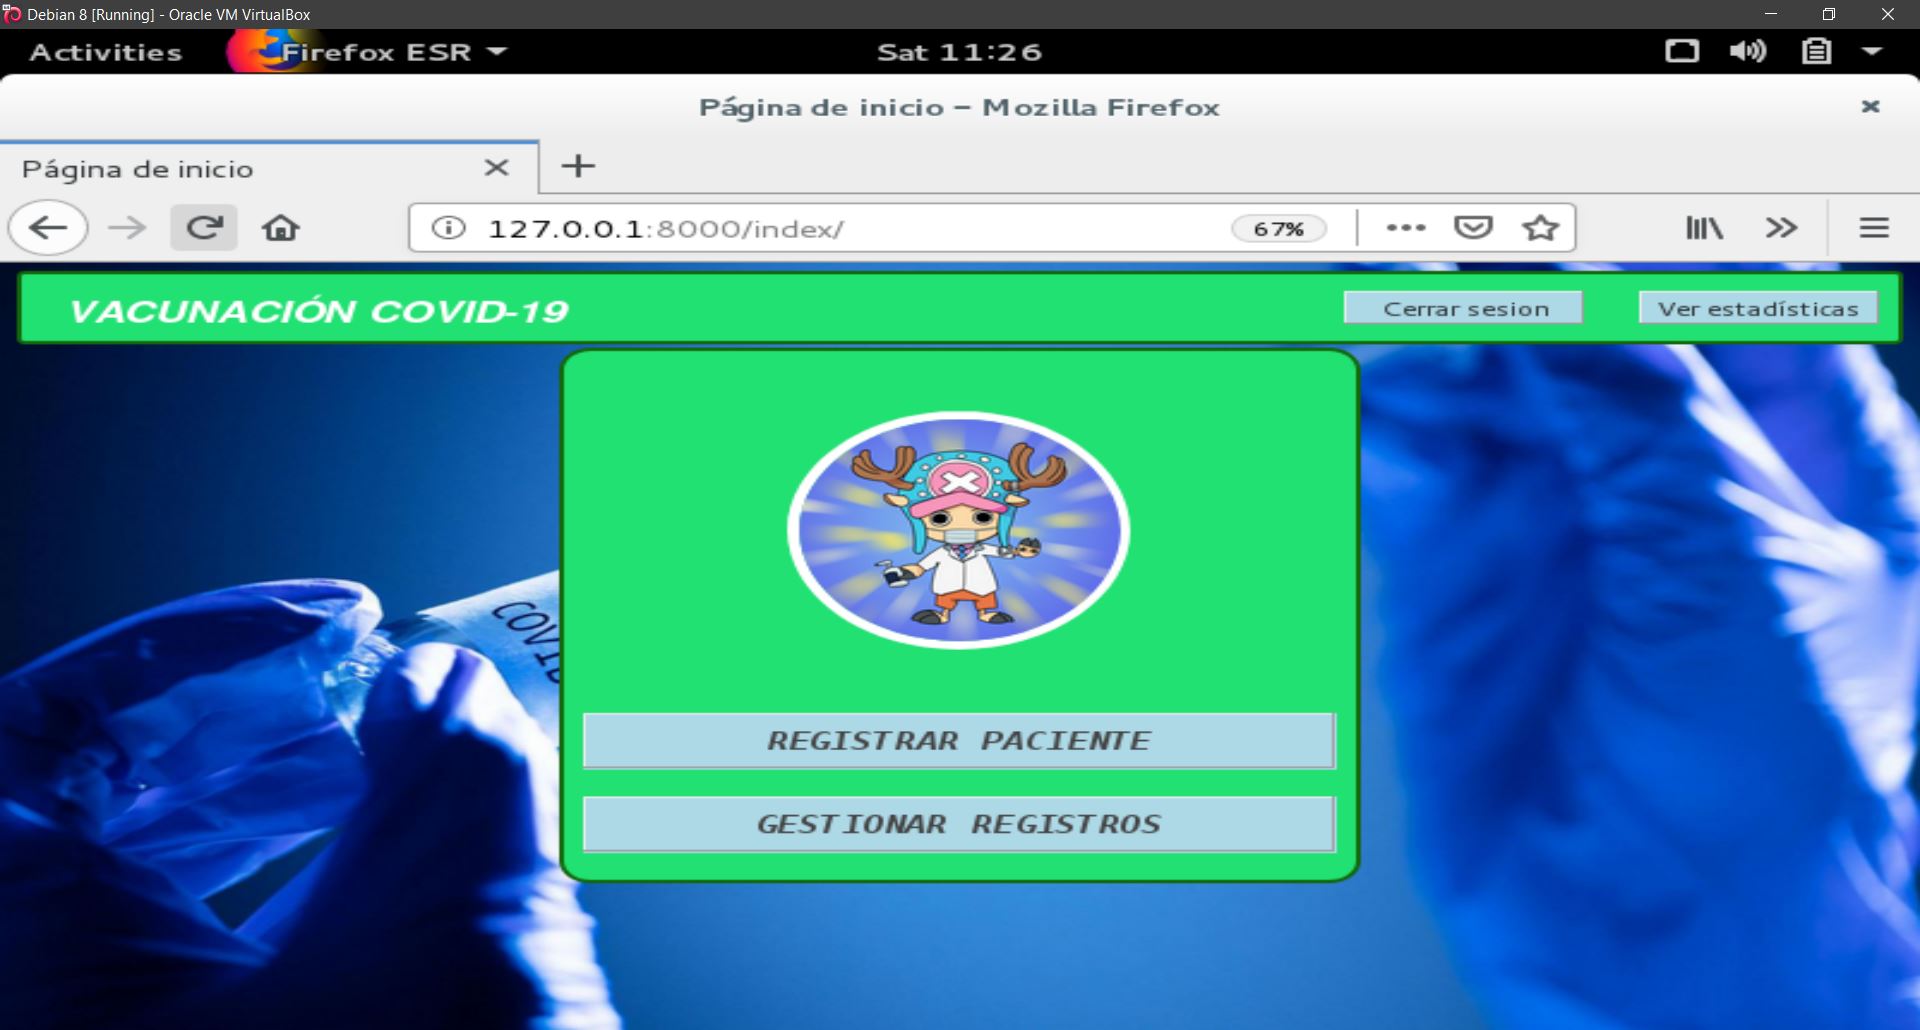 Debian 8 [Running] - Oracle VM VirtualBox
Activities Firefox ESR Sat 11:26
Página de inicio - Mozilla Firefox
Página de inicio
127.0.0.1:8000/index/ 67%
VACUNACIÓN COVID-19 Cerrar sesion Ver estadísticas
COVID
REGISTRAR PACIENTE
GESTIONAR REGISTROS